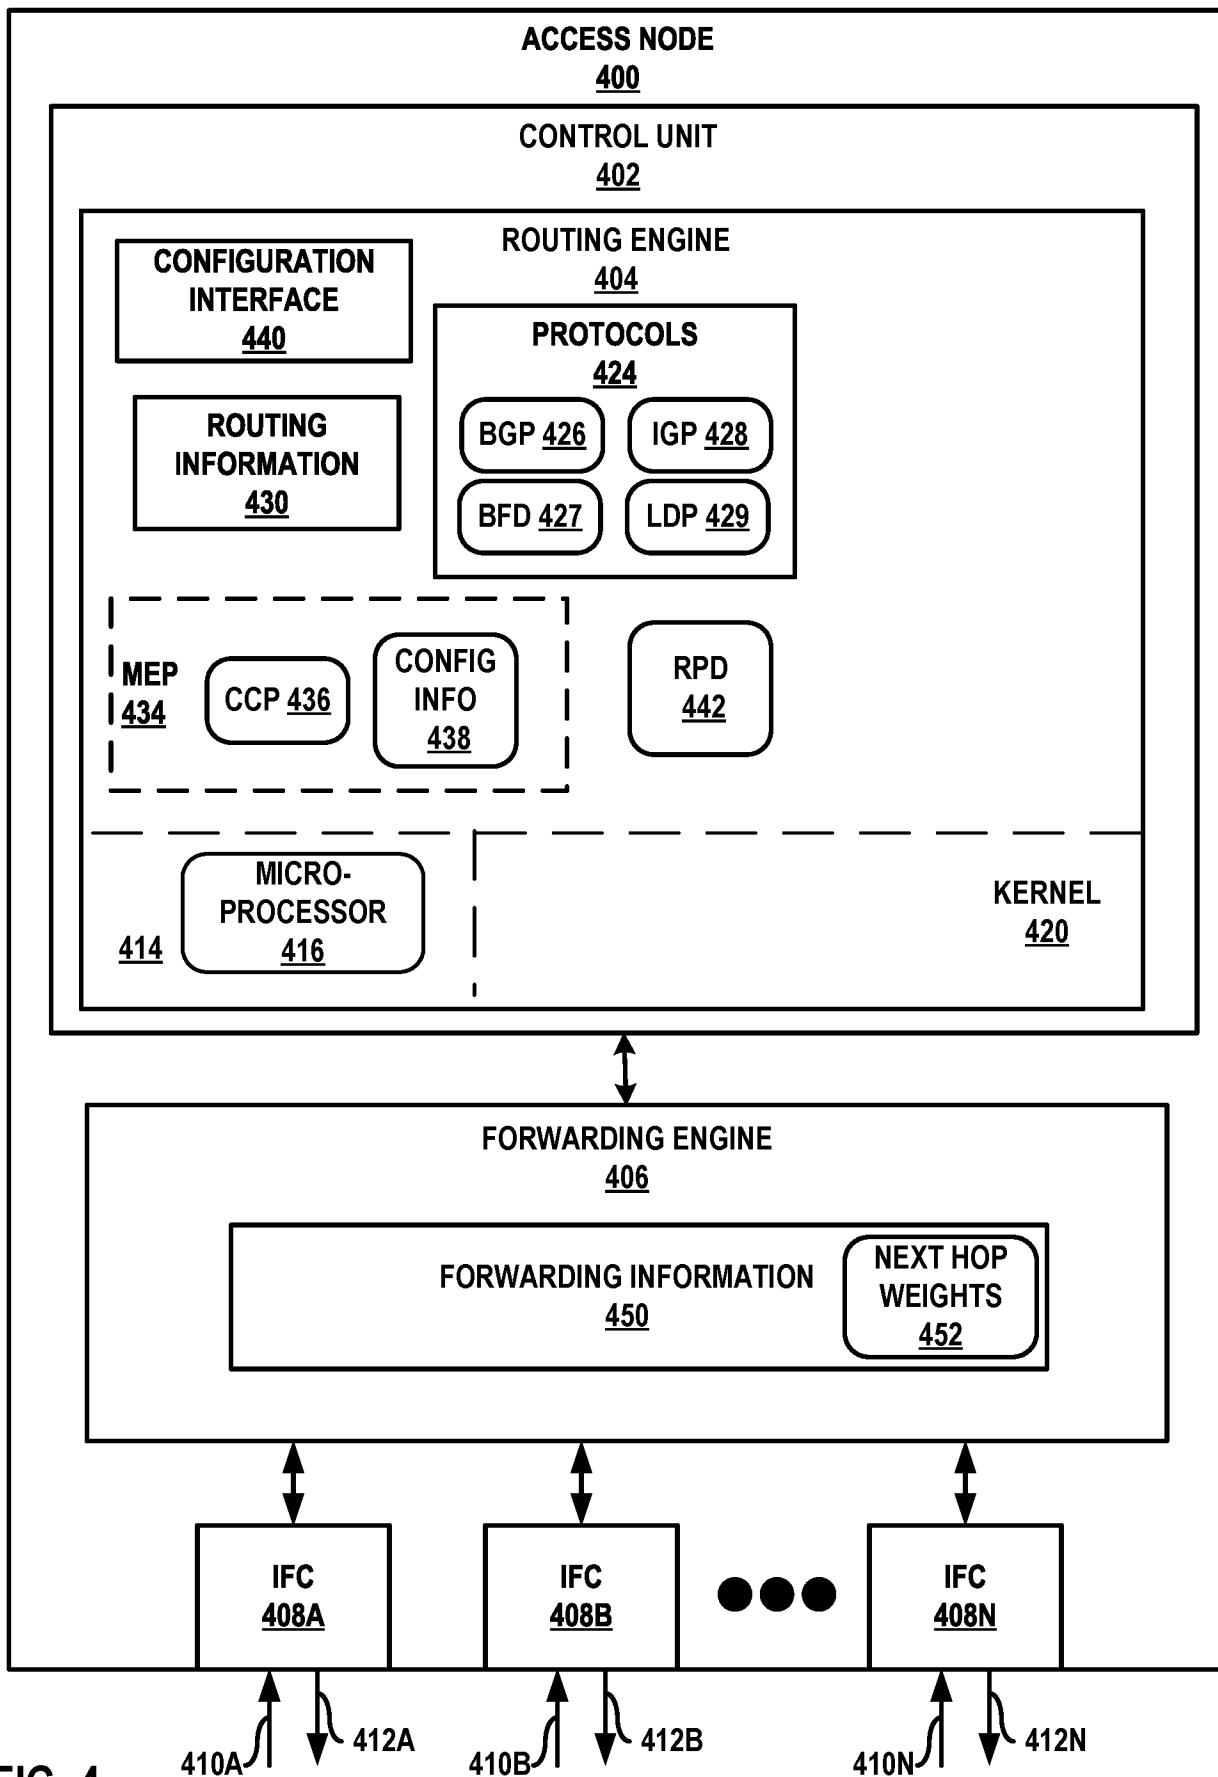 ACCESS NODE
400
CONTROL UNIT
402
ROUTING ENGINE
404
CONFIGURATION
INTERFACE
440
PROTOCOLS
424
BGP 426
IGP 428
BFD 427
LDP 429
ROUTING
INFORMATION
430
MEP
434
CCP 436
CONFIG
INFO
438
RPD
442
414
MICRO-
PROCESSOR
416
KERNEL
420
FORWARDING ENGINE
406
FORWARDING INFORMATION
450
NEXT HOP
WEIGHTS
452
IFC
408A
IFC
408B
IFC
408N
410A
412A
410B
412B
410N
412N